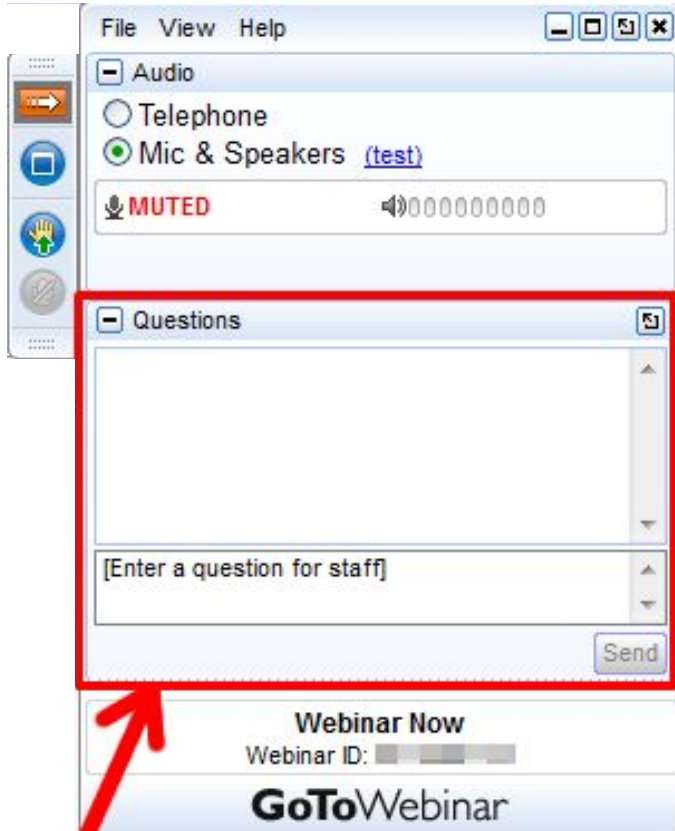 File View Help
Audio
Telephone
Mic & Speakers (test)
MUTED 000000000
Questions
[Enter a question for staff]
Send
Webinar Now
Webinar ID:
GoToWebinar